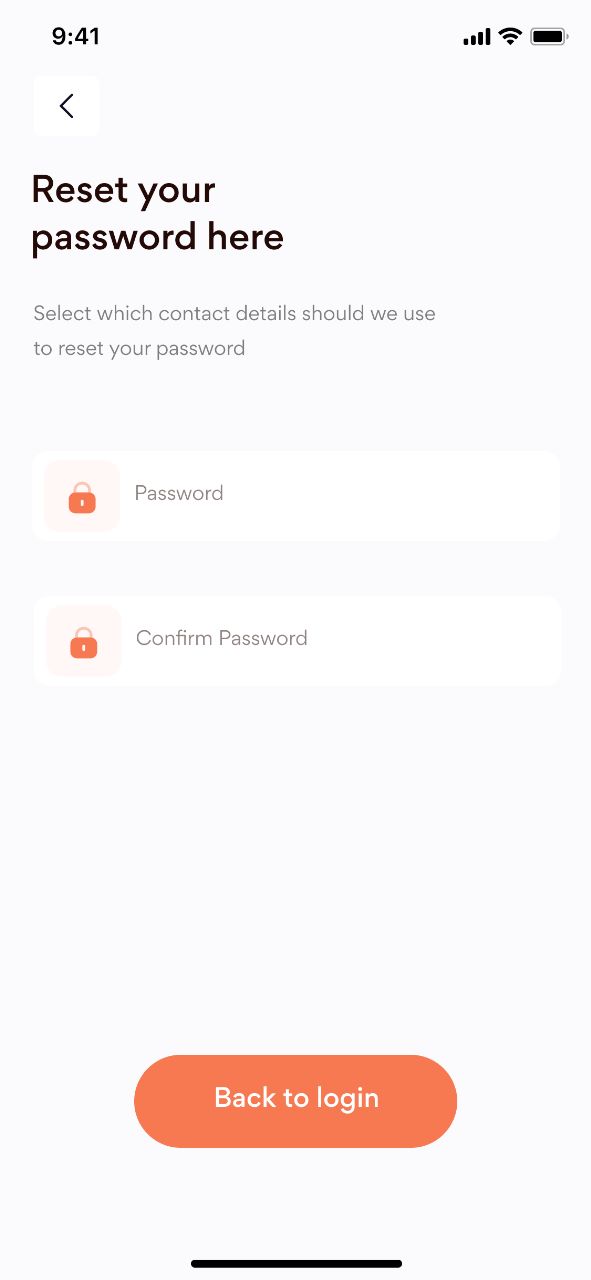 9:41
Reset your
password here
Select which contact details should we use
to reset your password
Password
Confirm Password
Back to login